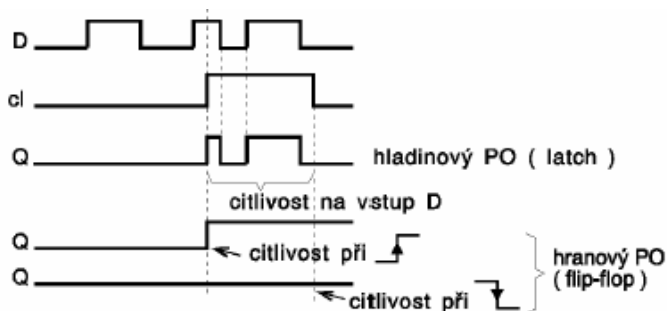 D
cl
Q
hladinový PO ( latch )
citlivost na vstup D
Q
citlivost při
Q
citlivost při
hranový PO
( flip-flop )